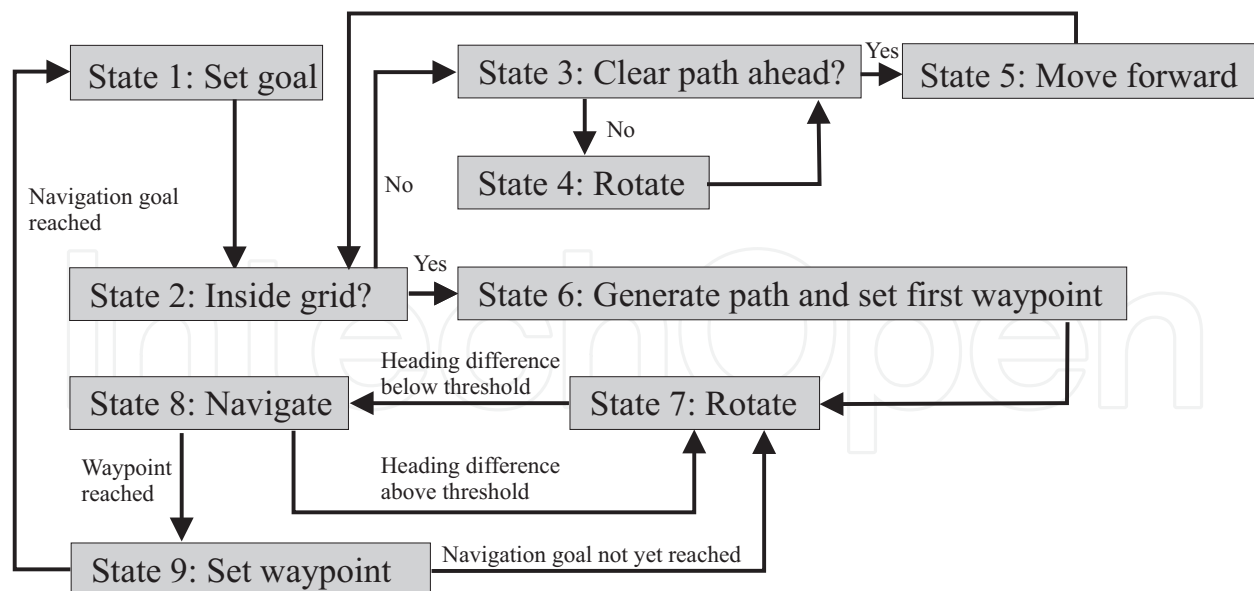 State 1: Set goal
State 3: Clear path ahead?
Yes
State 5: Move forward
No
State 4: Rotate
No
Navigation goal
reached
State 2: Inside grid?
Yes
State 6: Generate path and set first waypoint
IntechOpen
Heading difference
below threshold
State 8: Navigate
State 7: Rotate
Waypoint
reached
Heading difference
above threshold
State 9: Set waypoint
Navigation goal not yet reached